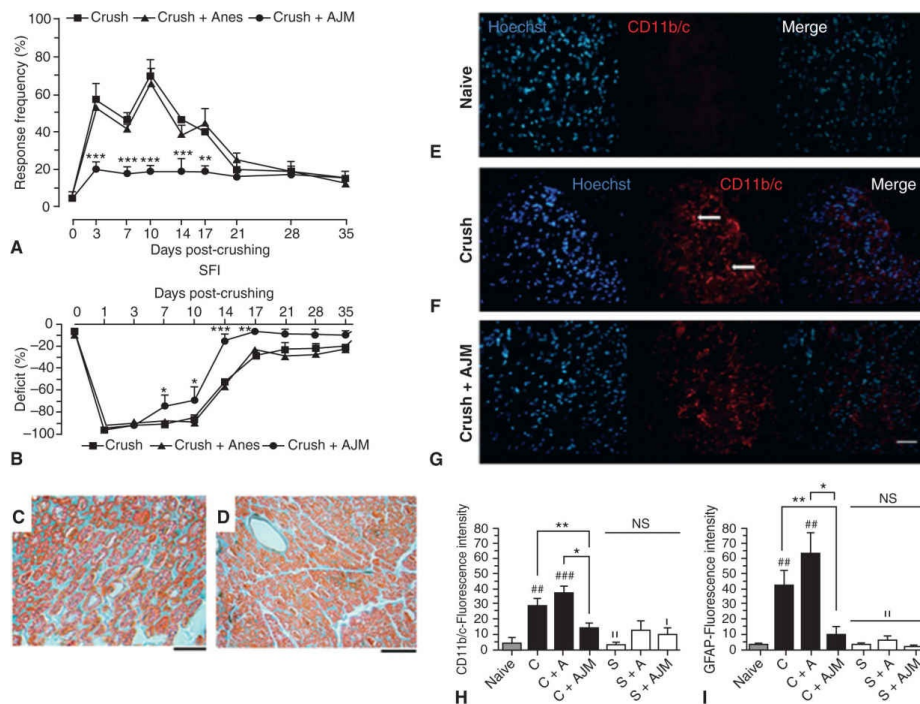 Crush Crush + Anes Crush + AJM
100
80
60
40
20
0
Response frequency (%)
*** *** *** *** **
0 3 7 10 14 17 21 28 35
Days post-crushing
A
SFI
Days post-crushing
0 1 3 7 10 14 17 21 28 35
0
−20
−40
−60
−80
−100
Deficit (%)
* * *** **
Crush Crush + Anes Crush + AJM
B
C
D
Naive
Hoechst CD11b/c Merge
E
Crush
Hoechst CD11b/c Merge
F
Crush + AJM
G
CD11b/c-Fluorescence intensity
80
70
60
50
40
30
20
10
0
** NS
*
## ###
II I
Naive C C + A C + AJM S S + A S + AJM
H
GFAP-Fluorescence intensity
80
70
60
50
40
30
20
10
0
* NS
**
## ##
II
Naive C C + A C + AJM S S + A S + AJM
I